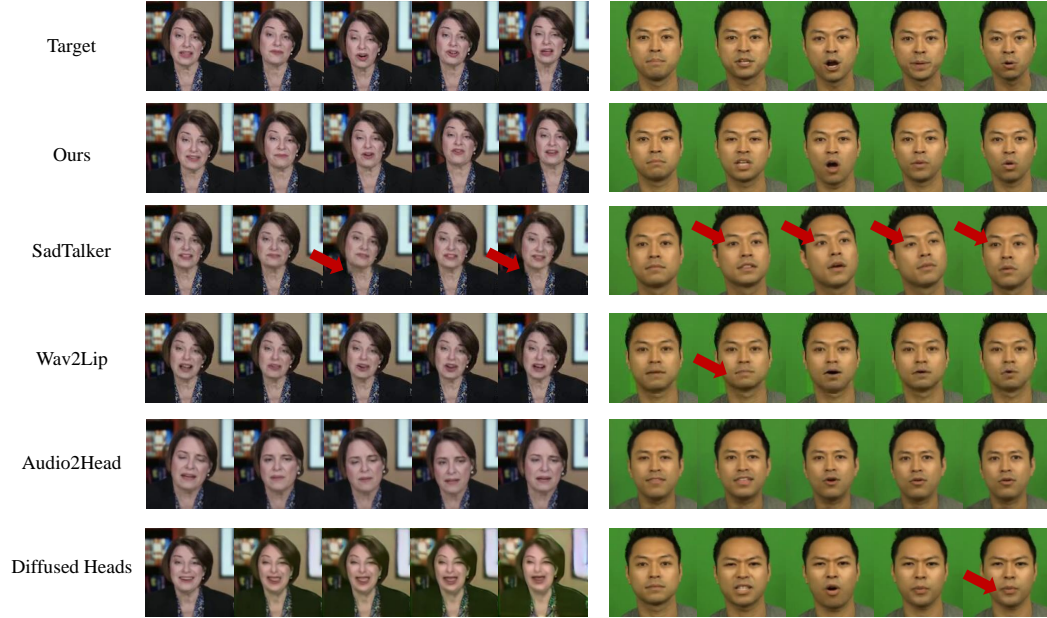 Target
Ours
SadTalker
Wav2Lip
Audio2Head
Diffused Heads